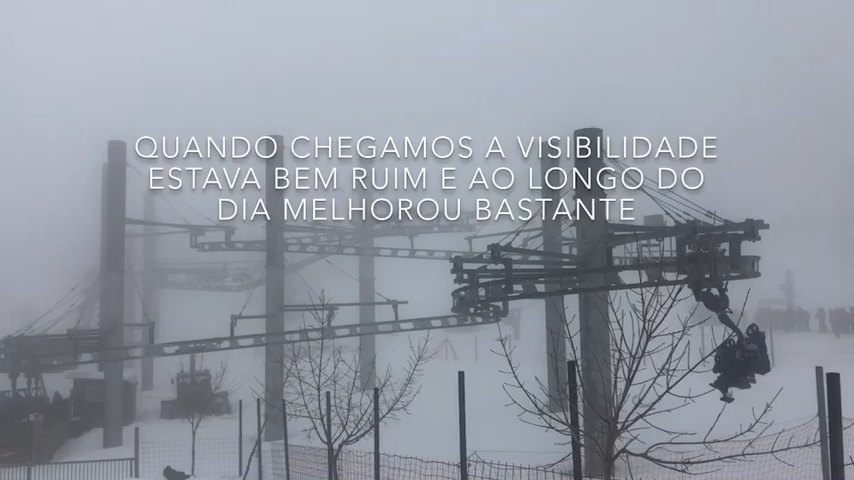 QUANDO CHEGAMOS A VISIBILIDADE
ESTAVA BEM RUIM E AO LONGO DO
DIA MELHOROU BASTANTE